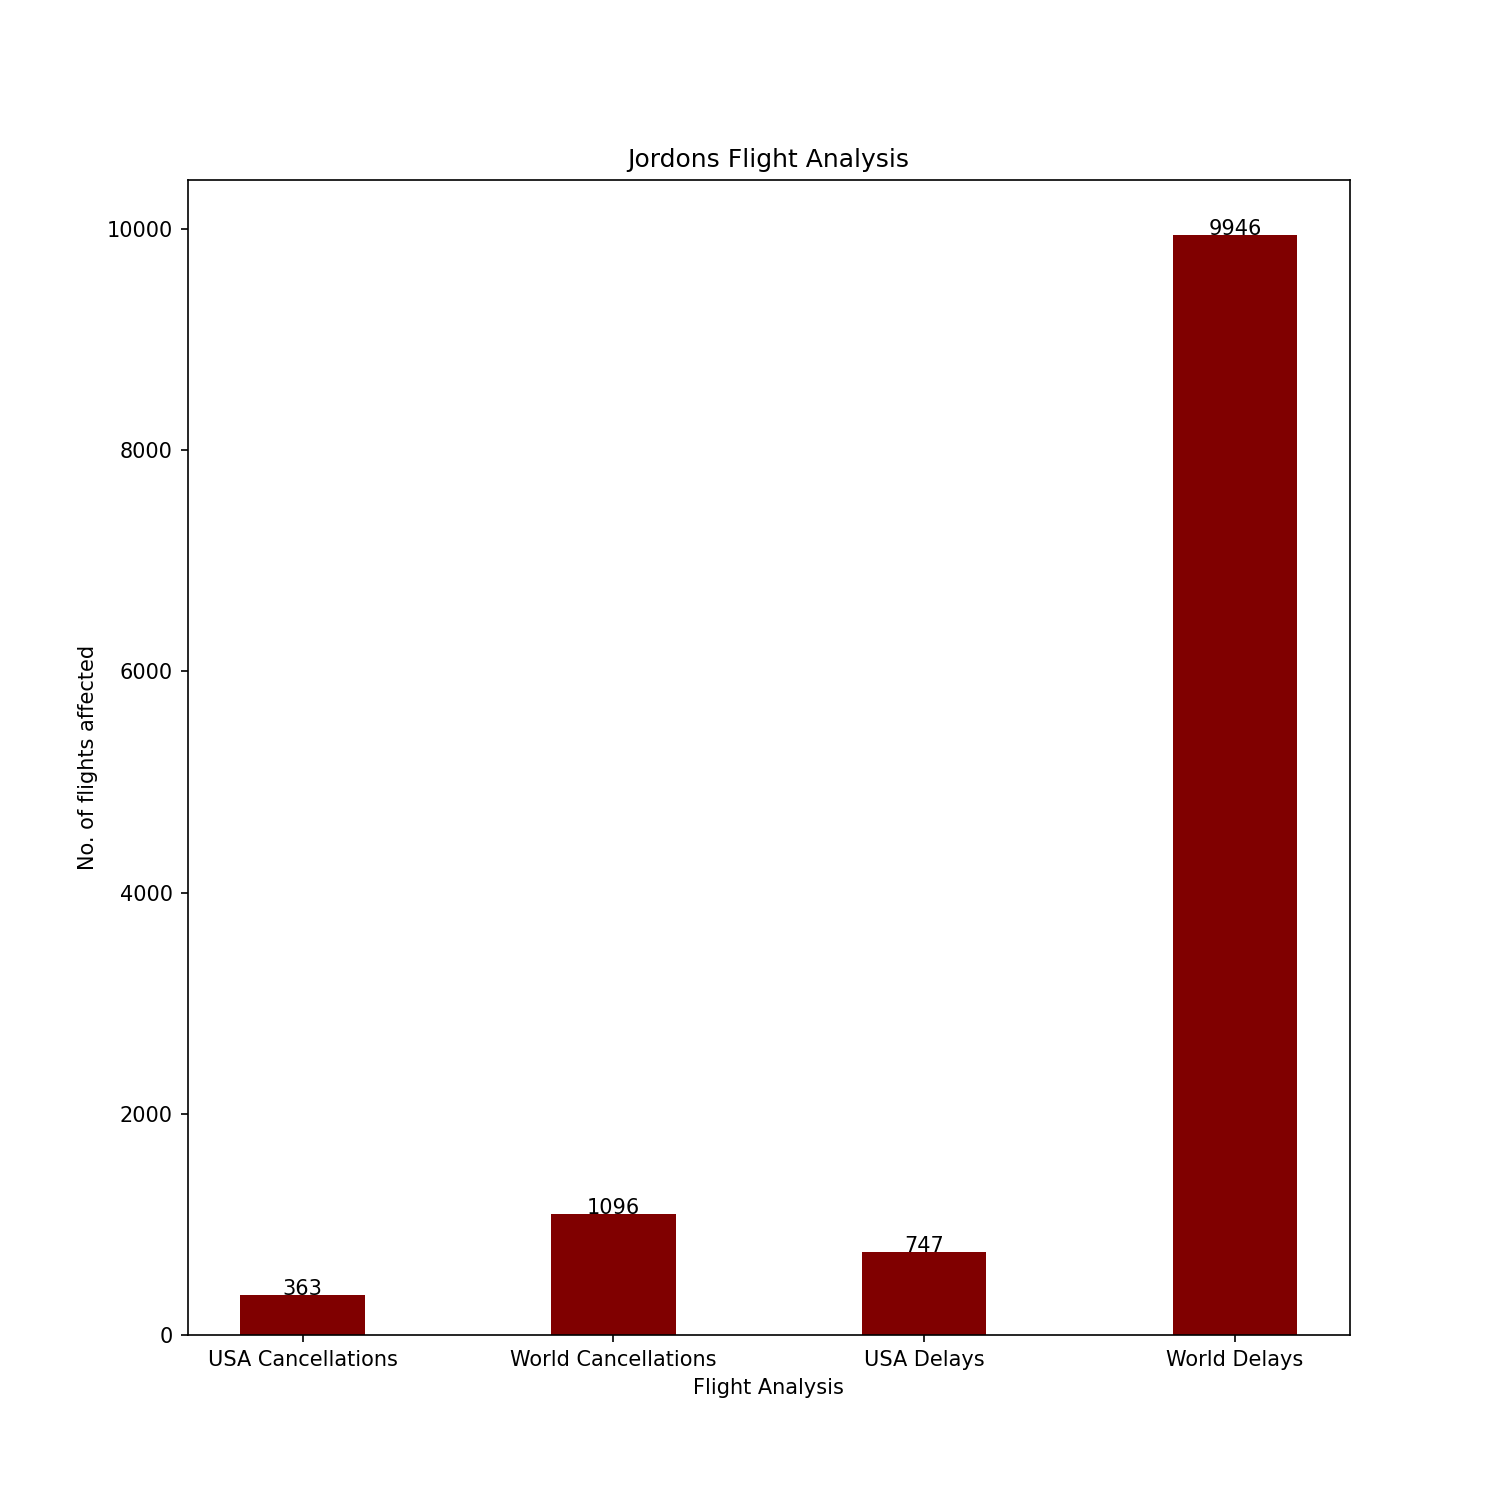 Jordons Flight Analysis
10000
8000
6000
4000
2000
0
No. of flights affected
363
1096
747
9946
USA Cancellations
World Cancellations
USA Delays
World Delays
Flight Analysis